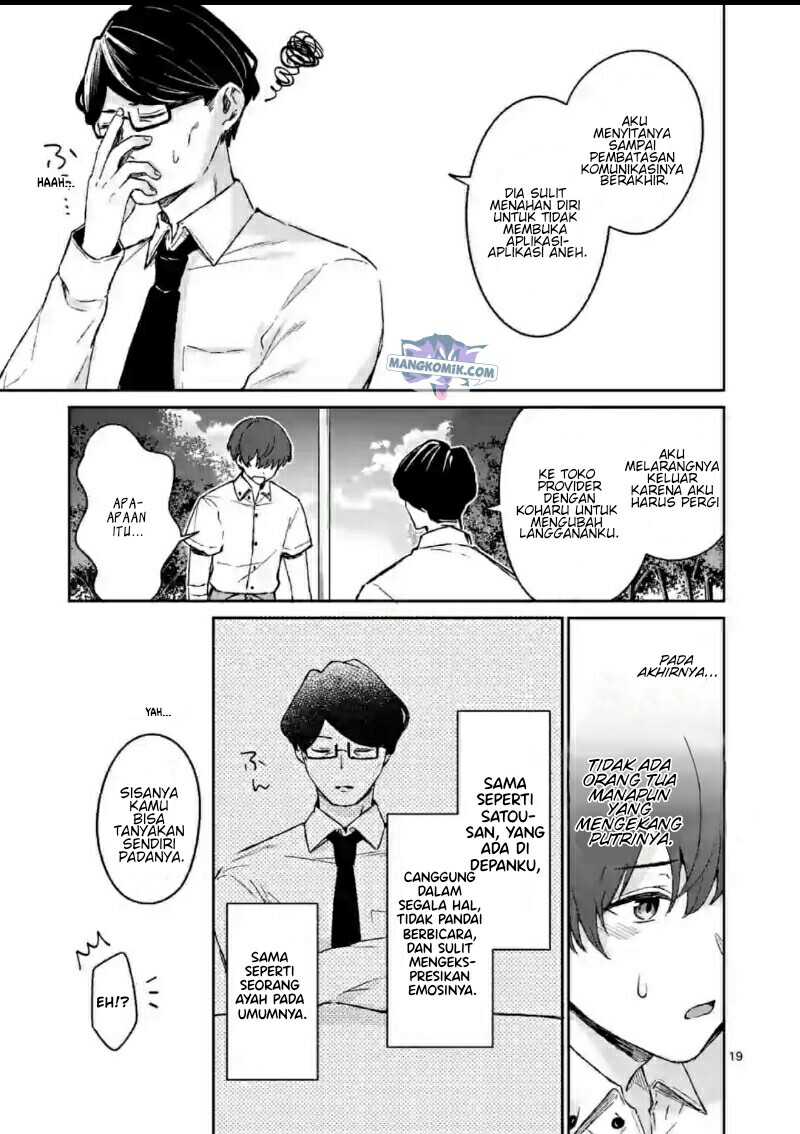 AKU
MENYITANYA
SAMPAI
PEMBATASAN
KOMUNIKASINYA
BERAKHIR.
DIA SULIT
MENAHAN DIRI
UNTUK TIDAK
MEMBUKA
APLIKASI-
APLIKASI ANEH.
ふぅ
HAAH...
MANGKOMIK.COM
AKU
MELARANGNYA
KELUAR
KARENA AKU
HARUS PERGI
KE TOKO
PROVIDER
DENGAN
KOHARU UNTUK
MENGUBAH
LANGGANANKU.
APA-
APAAN
ITU...
PADA
AKHIRNYA...
TIDAK ADA
ORANG TUA
MANAPUN
YANG
MENGEKANG
PUTRINYA.
SAMA
SEPERTI
SATOU-
SAN, YANG
ADA DI
DEPANKU,
CANGGUNG
DALAM
SEGALA HAL,
TIDAK PANDAI
BERBICARA,
DAN SULIT
MENGEKS-
PRESIKAN
EMOSINYA.
ふん
SAMA
SEPERTI
SEORANG
AYAH PADA
UMUMNYA.
YAH...
SISANYA
KAMU
BISA
TANYAKAN
SENDIRI
PADANYA.
EH!?
19